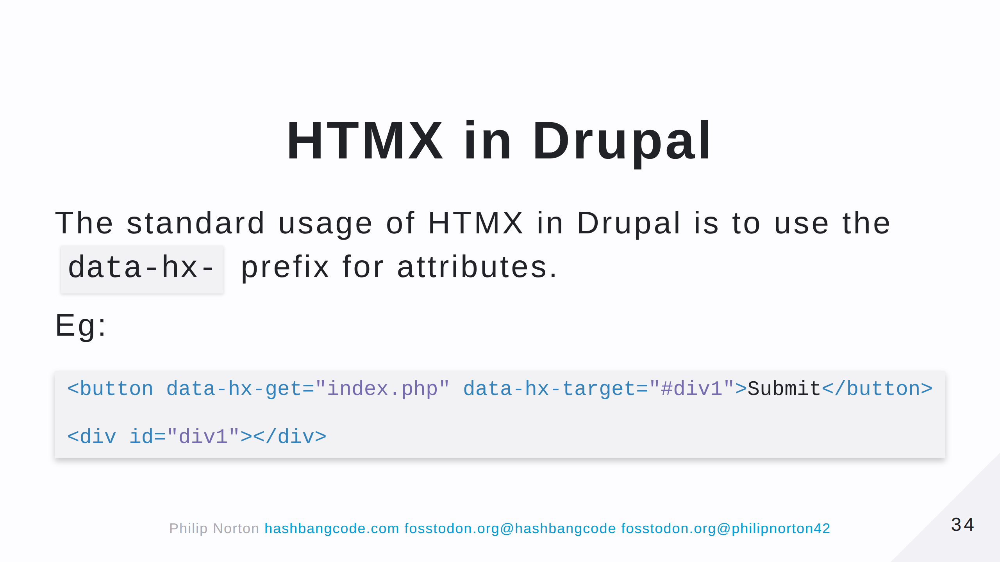 HTMX in Drupal
The standard usage of HTMX in Drupal is to use the
data-hx- prefix for attributes.
Eg:
<button data-hx-get="index.php" data-hx-target="#div1">Submit</button>
<div id="div1"></div>
Philip Norton hashbangcode.com fosstodon.org@hashbangcode fosstodon.org@philipnorton42
34